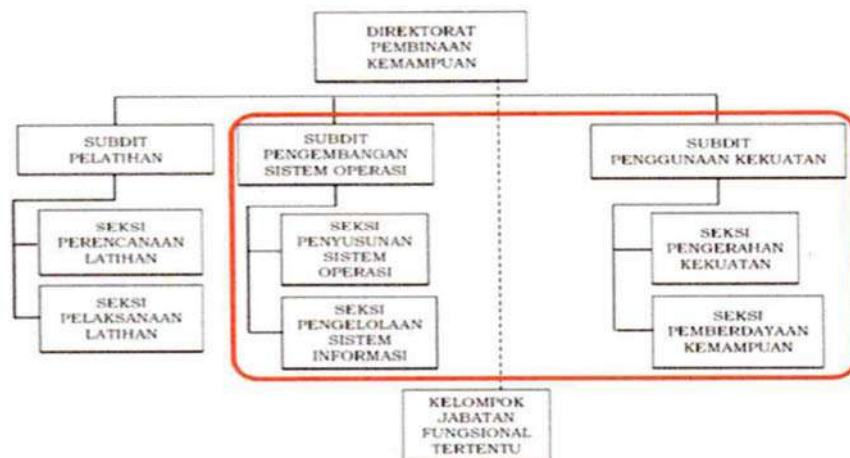 DIREKTORAT
PEMBINAAN
KEMAMPUAN
SUBDIT
PELATIHAN
SUBDIT
PENGEMBANGAN
SISTEM OPERASI
SUBDIT
PENGGUNAAN KEKUATAN
SEKSI
PERENCANAAN
LATIHAN
SEKSI
PENYUSUNAN
SISTEM
OPERASI
SEKSI
PENGERAHAN
KEKUATAN
SEKSI
PELAKSANAAN
LATIHAN
SEKSI
PENGELOLAAN
SISTEM
INFORMASI
SEKSI
PEMBERDAYAAN
KEMAMPUAN
KELOMPOK
JABATAN
FUNGSIONAL
TERTENTU